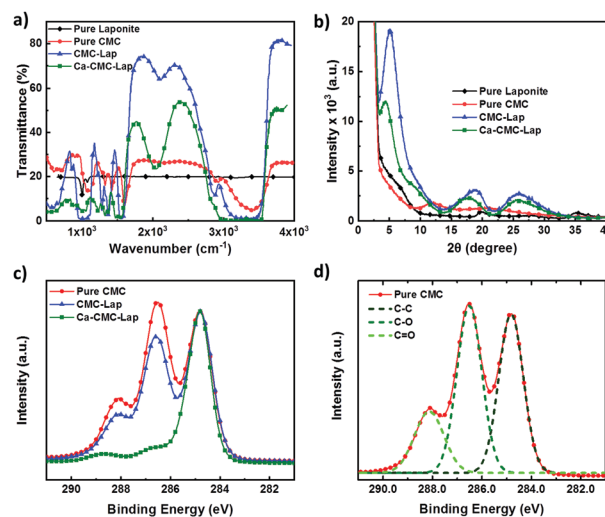 a)
Pure Laponite
Pure CMC
CMC-Lap
Ca-CMC-Lap
80
60
40
20
0
Transmittance (%)
1x10³ 2x10³ 3x10³ 4x10³
Wavenumber (cm⁻¹)
b)
Pure Laponite
Pure CMC
CMC-Lap
Ca-CMC-Lap
20
15
10
5
0
Intensity x 10³ (a.u.)
0 5 10 15 20 25 30 35 40
2θ (degree)
c)
Pure CMC
CMC-Lap
Ca-CMC-Lap
Intensity (a.u.)
290 288 286 284 282
Binding Energy (eV)
d)
Pure CMC
C-C
C-O
C=O
Intensity (a.u.)
290.0 288.0 286.0 284.0 282.0
Binding Energy (eV)